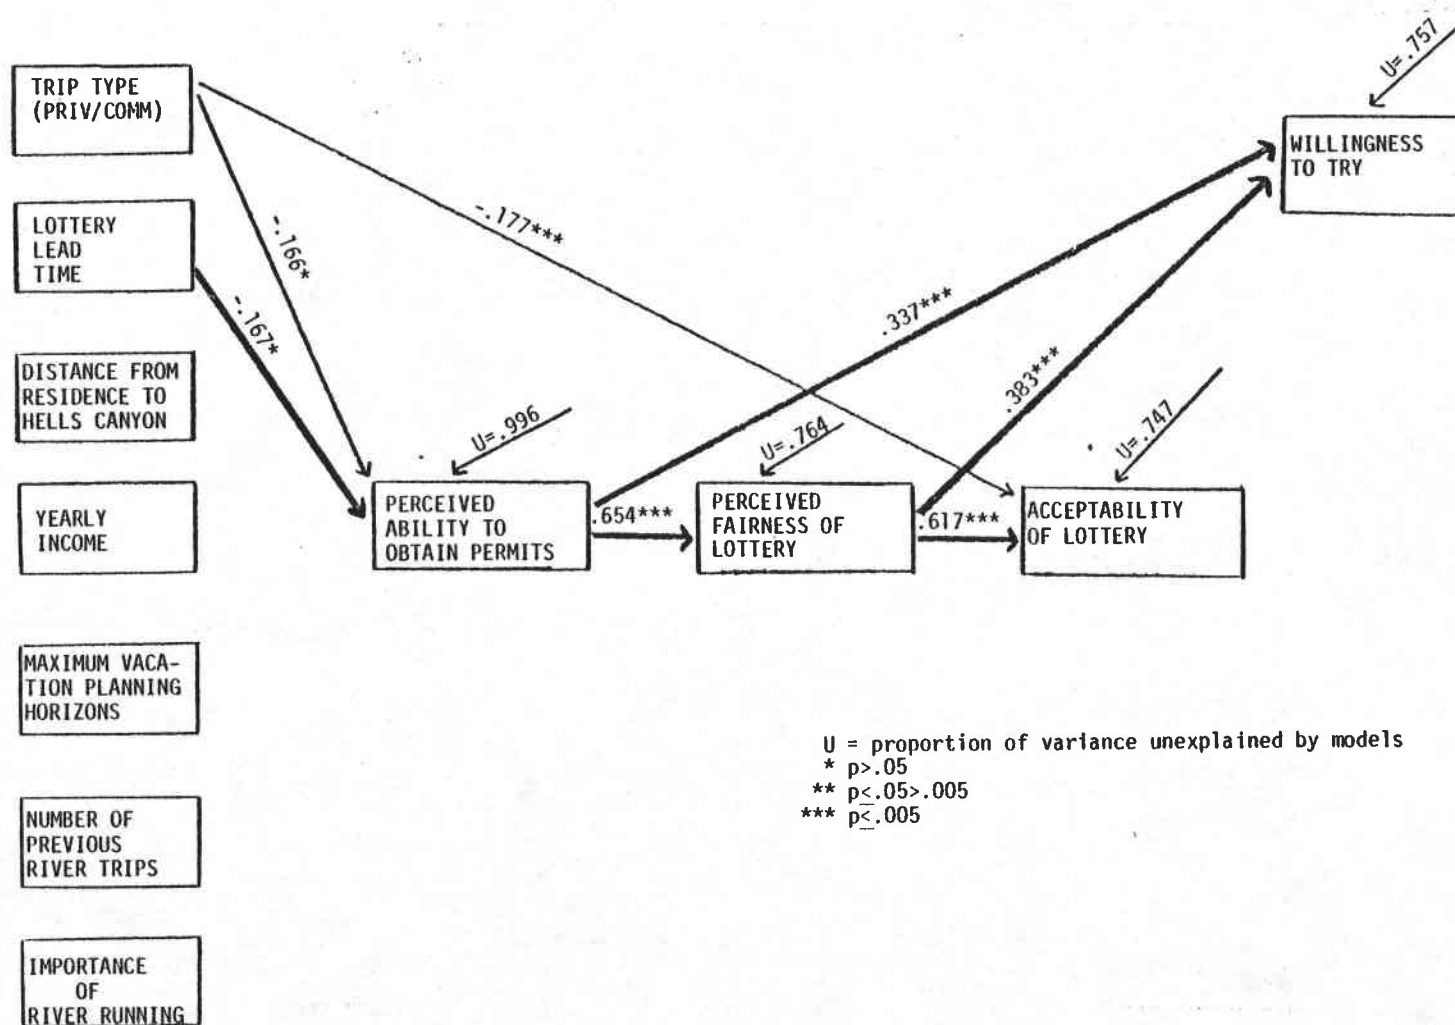 TRIP TYPE
(PRIV/COMM)
LOTTERY
LEAD
TIME
DISTANCE FROM
RESIDENCE TO
HELLS CANYON
YEARLY
INCOME
MAXIMUM VACA-
TION PLANNING
HORIZONS
NUMBER OF
PREVIOUS
RIVER TRIPS
IMPORTANCE
OF
RIVER RUNNING
-.166*
-.167*
-.177***
U=.996
PERCEIVED
ABILITY TO
OBTAIN PERMITS
.654***
.337***
U=.764
PERCEIVED
FAIRNESS OF
LOTTERY
.617***
.383***
U=.747
ACCEPTABILITY
OF LOTTERY
U=.757
WILLINGNESS
TO TRY
U = proportion of variance unexplained by models
* p>.05
** p≤.05>.005
*** p≤.005